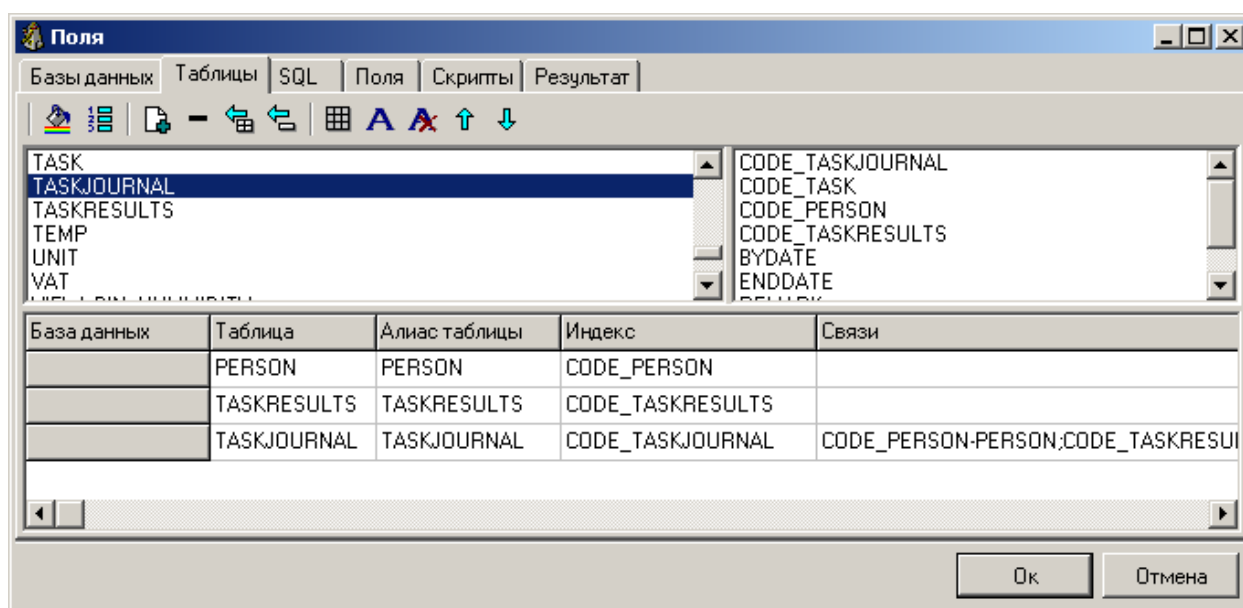 Поля
Базы данных Таблицы SQL Поля Скрипты Результат
TASK
TASKJOURNAL
TASKRESULTS
TEMP
UNIT
VAT
CODE_TASKJOURNAL
CODE_TASK
CODE_PERSON
CODE_TASKRESULTS
BYDATE
ENDDATE
База данных Таблица Алиас таблицы Индекс Связи
PERSON PERSON CODE_PERSON
TASKRESULTS TASKRESULTS CODE_TASKRESULTS
TASKJOURNAL TASKJOURNAL CODE_TASKJOURNAL CODE_PERSON-PERSON;CODE_TASKRESUL
Ок Отмена